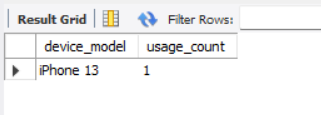 Result Grid Filter Rows:
device_model usage_count
iPhone 13 1